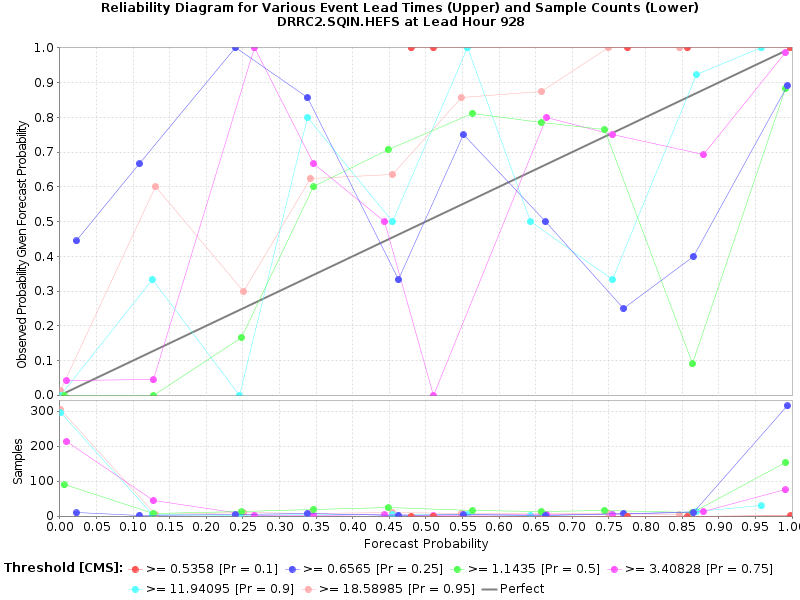 Reliability Diagram for Various Event Lead Times (Upper) and Sample Counts (Lower)
DRRC2.SQIN.HEFS at Lead Hour 928
Observed Probability Given Forecast Probability
1.0
0.9
0.8
0.7
0.6
0.5
0.4
0.3
0.2
0.1
0.0
Samples
300
200
100
0
0.00 0.05 0.10 0.15 0.20 0.25 0.30 0.35 0.40 0.45 0.50 0.55 0.60 0.65 0.70 0.75 0.80 0.85 0.90 0.95 1.0
Forecast Probability
Threshold [CMS]: >= 0.5358 [Pr = 0.1] >= 0.6565 [Pr = 0.25] >= 1.1435 [Pr = 0.5] >= 3.40828 [Pr = 0.75]
>= 11.94095 [Pr = 0.9] >= 18.58985 [Pr = 0.95] Perfect